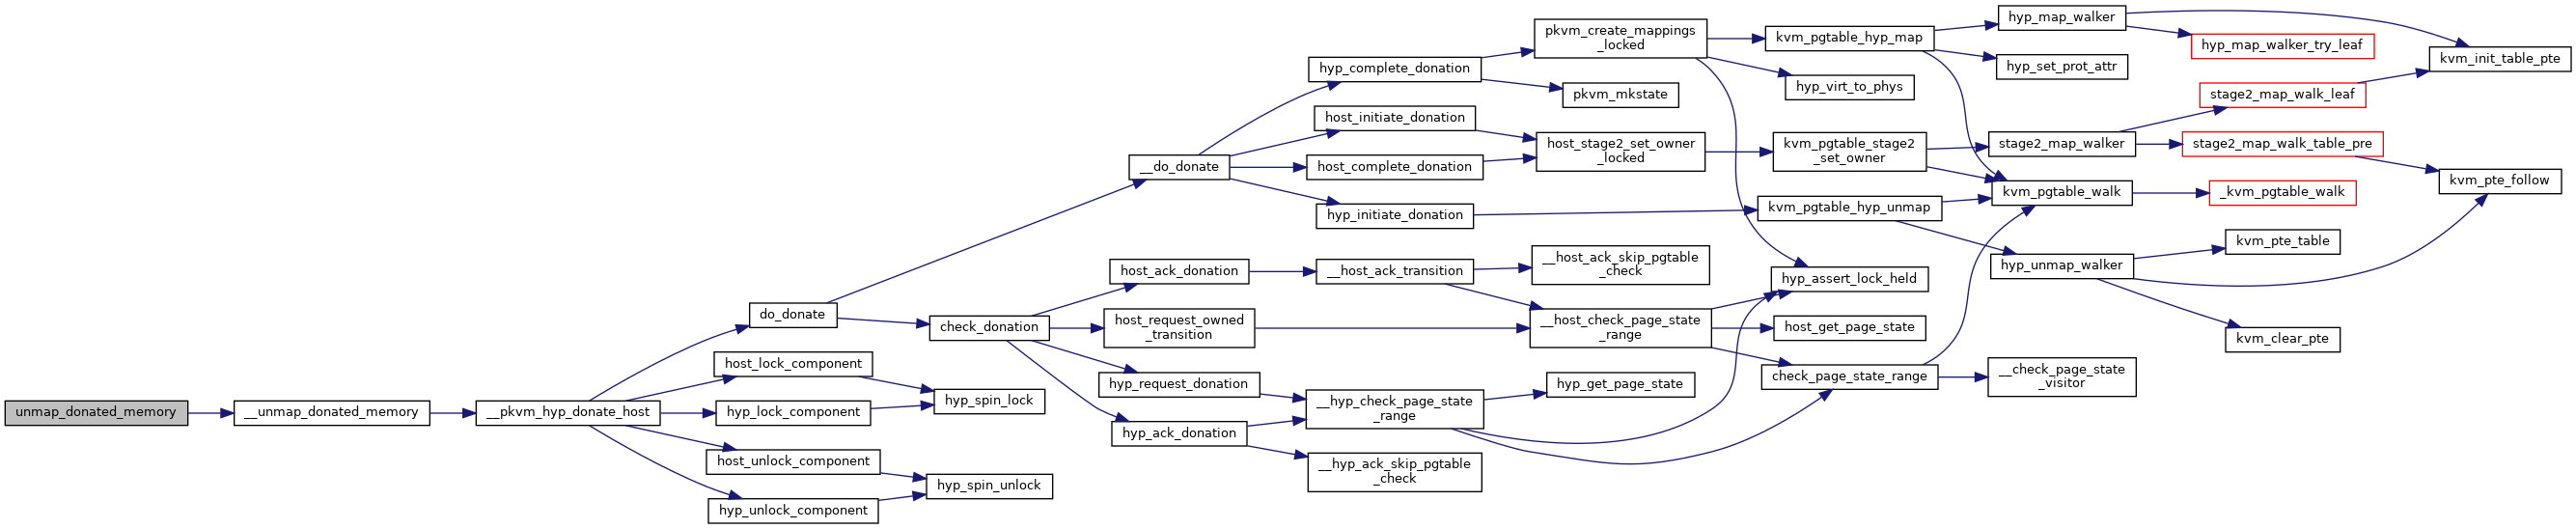 unmap_donated_memory
__unmap_donated_memory
__pkvm_hyp_donate_host
do_donate
host_lock_component
hyp_lock_component
host_unlock_component
hyp_unlock_component
__do_donate
check_donation
hyp_spin_lock
hyp_spin_unlock
hyp_complete_donation
host_initiate_donation
host_complete_donation
hyp_initiate_donation
host_ack_donation
host_request_owned
_transition
hyp_request_donation
hyp_ack_donation
pkvm_create_mappings
_locked
pkvm_mkstate
host_stage2_set_owner
_locked
__host_ack_transition
__host_ack_skip_pgtable
_check
__host_check_page_state
_range
__hyp_check_page_state
_range
__hyp_ack_skip_pgtable
_check
hyp_get_page_state
kvm_pgtable_hyp_map
hyp_virt_to_phys
kvm_pgtable_stage2
_set_owner
kvm_pgtable_hyp_unmap
hyp_assert_lock_held
host_get_page_state
check_page_state_range
hyp_map_walker
hyp_set_prot_attr
stage2_map_walker
kvm_pgtable_walk
hyp_unmap_walker
__check_page_state
_visitor
hyp_map_walker_try_leaf
stage2_map_walk_leaf
stage2_map_walk_table_pre
_kvm_pgtable_walk
kvm_pte_table
kvm_clear_pte
kvm_init_table_pte
kvm_pte_follow